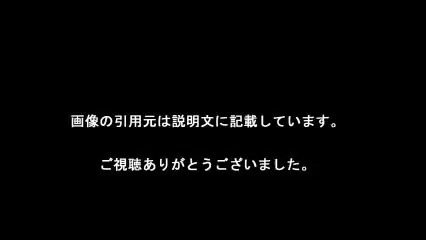 画像の引用元は説明文に記載しています。
ご視聴ありがとうございました。